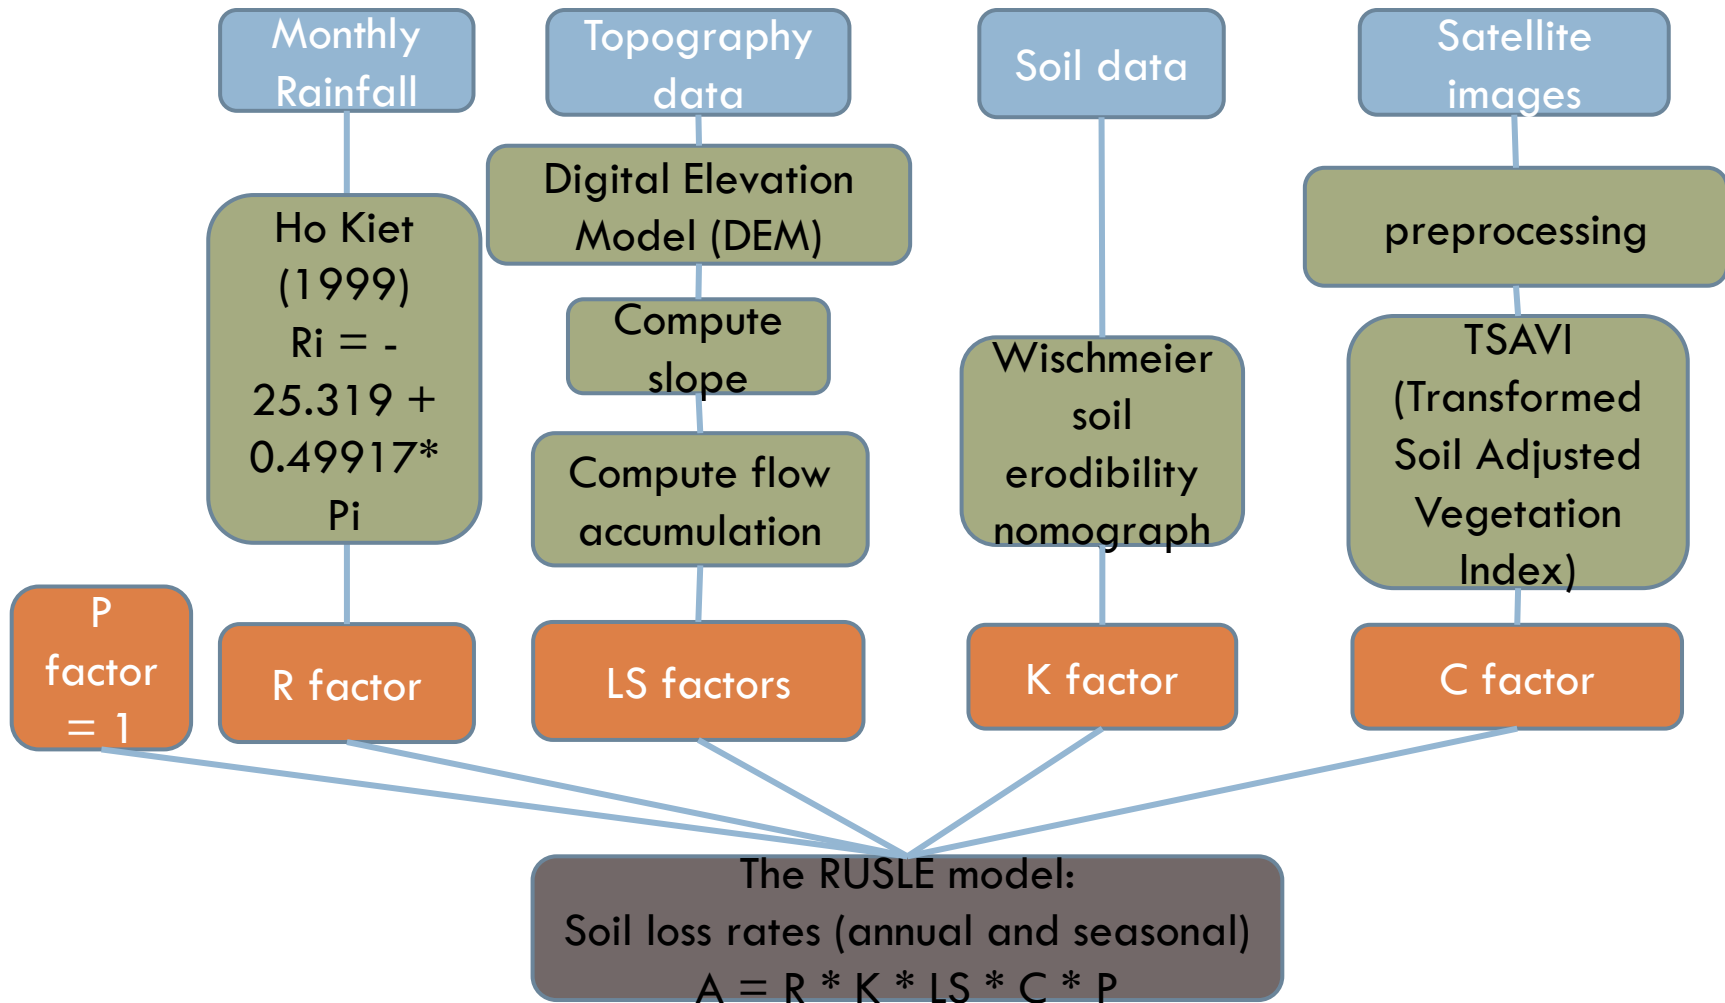 Monthly
Rainfall
Topography
data
Soil data
Satellite
images
Ho Kiet
(1999)
Ri = -
25.319 +
0.49917*
Pi
Digital Elevation
Model (DEM)
Compute
slope
Compute flow
accumulation
Wischmeier
soil
erodibility
nomograph
preprocessing
TSAVI
(Transformed
Soil Adjusted
Vegetation
Index)
P
factor
= 1
R factor
LS factors
K factor
C factor
The RUSLE model:
Soil loss rates (annual and seasonal)
A = R * K * LS * C * P